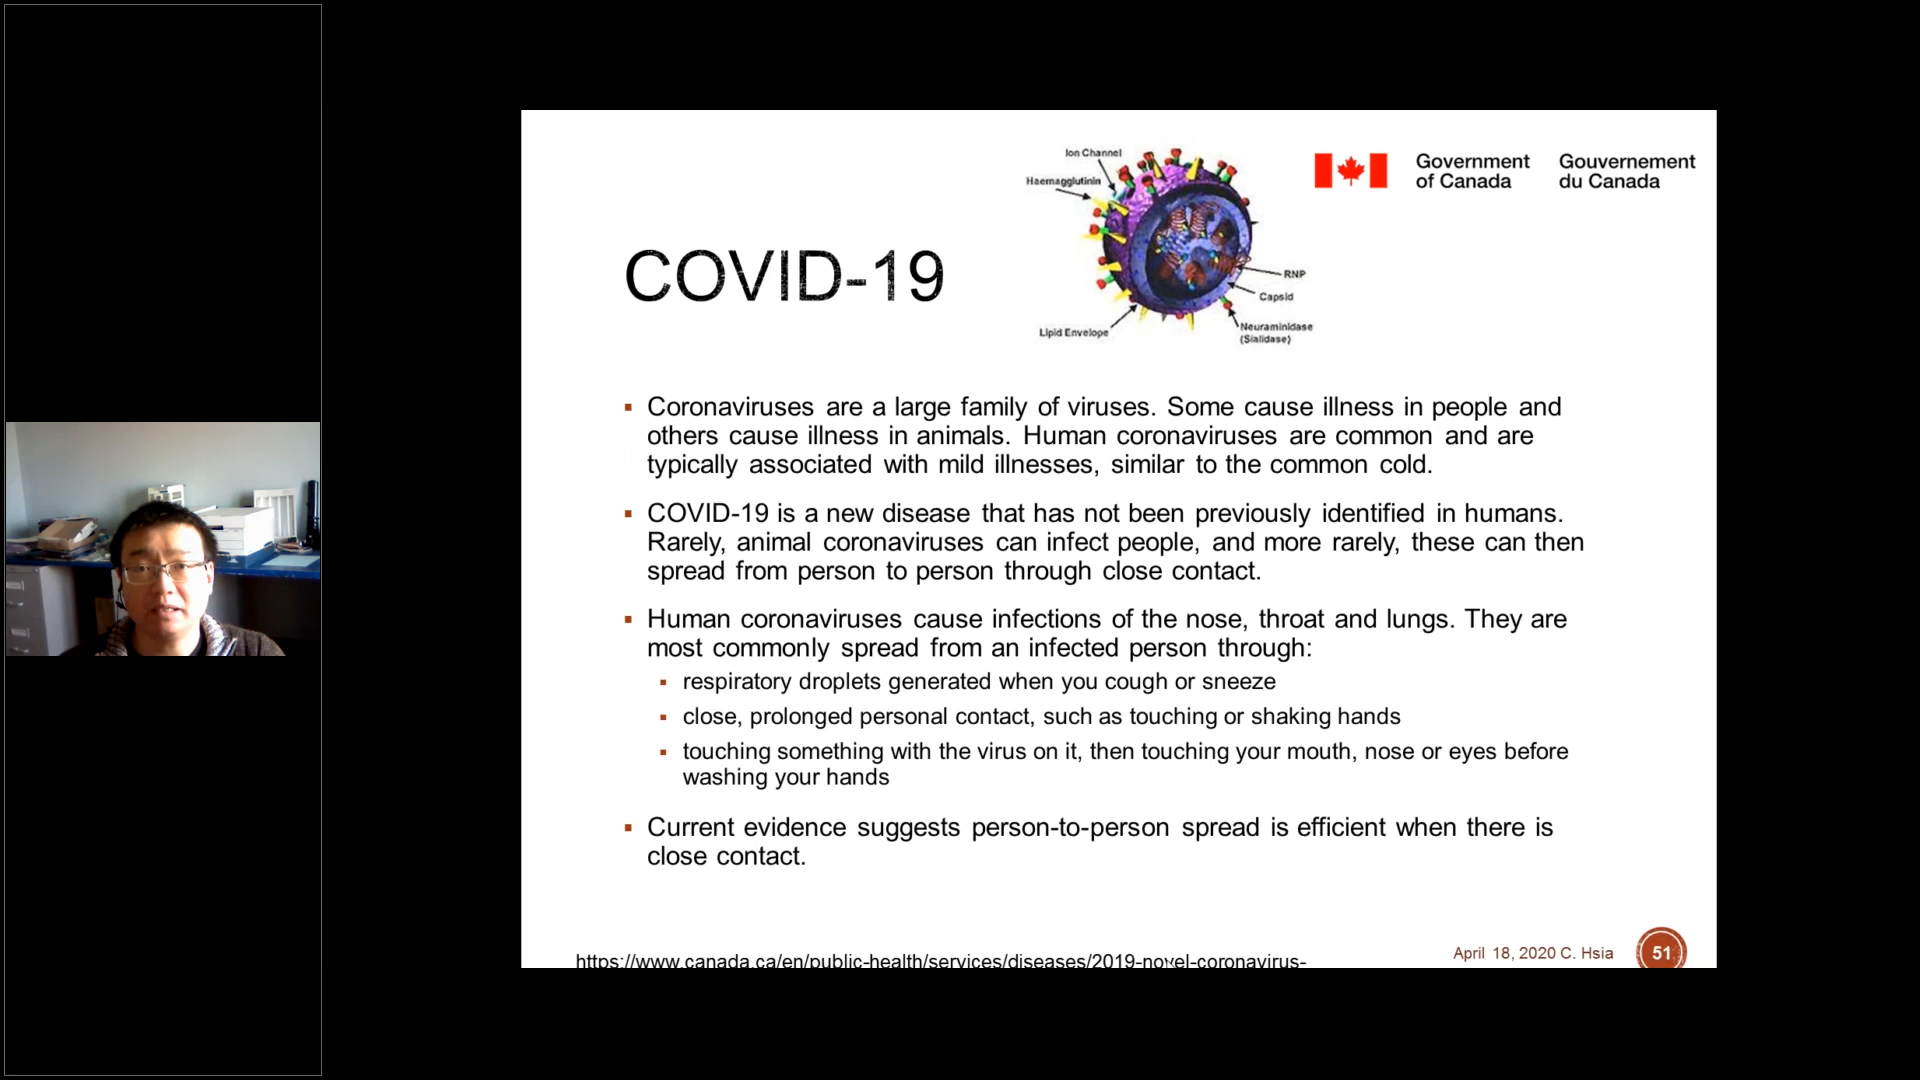 Ion Channel
Haemagglutinin
RNP
Capsid
Lipid Envelope
Neuraminidase
(Sialidase)
Government
of Canada
Gouvernement
du Canada
COVID-19
▪ Coronaviruses are a large family of viruses. Some cause illness in people and
others cause illness in animals. Human coronaviruses are common and are
typically associated with mild illnesses, similar to the common cold.
▪ COVID-19 is a new disease that has not been previously identified in humans.
Rarely, animal coronaviruses can infect people, and more rarely, these can then
spread from person to person through close contact.
▪ Human coronaviruses cause infections of the nose, throat and lungs. They are
most commonly spread from an infected person through:
▪ respiratory droplets generated when you cough or sneeze
▪ close, prolonged personal contact, such as touching or shaking hands
▪ touching something with the virus on it, then touching your mouth, nose or eyes before
washing your hands
▪ Current evidence suggests person-to-person spread is efficient when there is
close contact.
https://www.canada.ca/en/public-health/services/diseases/2019-novel-coronavirus-
April 18, 2020 C. Hsia
51